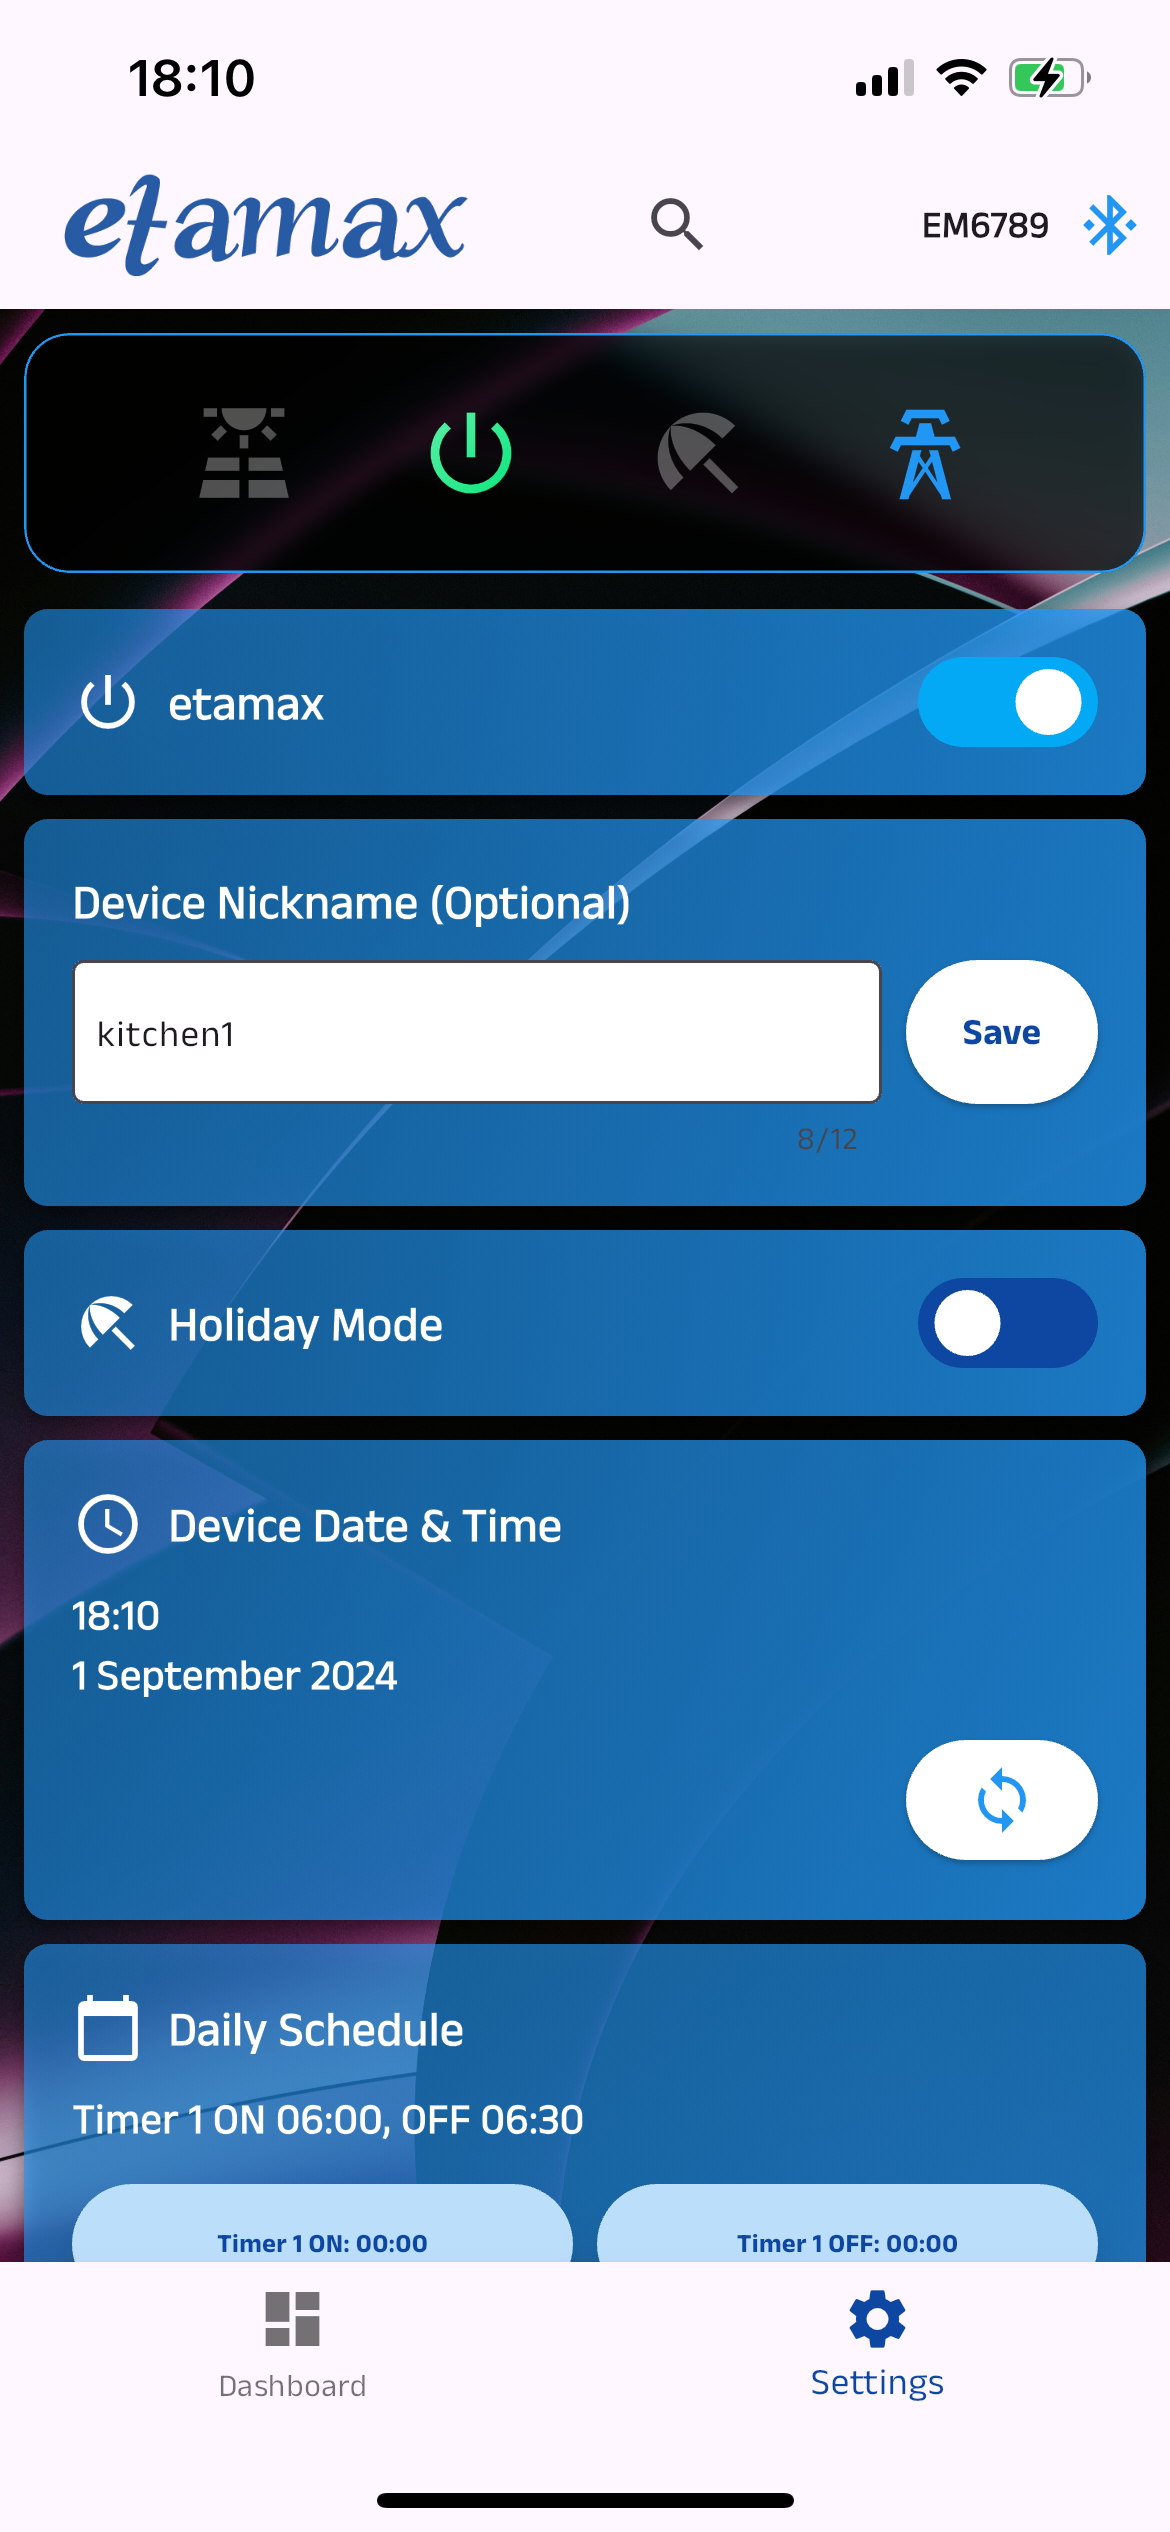 18:10
etamax
EM6789
etamax
Device Nickname (Optional)
kitchen1
Save
8/12
Holiday Mode
Device Date & Time
18:10
1 September 2024
Daily Schedule
Timer 1 ON 06:00, OFF 06:30
Timer 1 ON: 00:00
Timer 1 OFF: 00:00
Dashboard
Settings